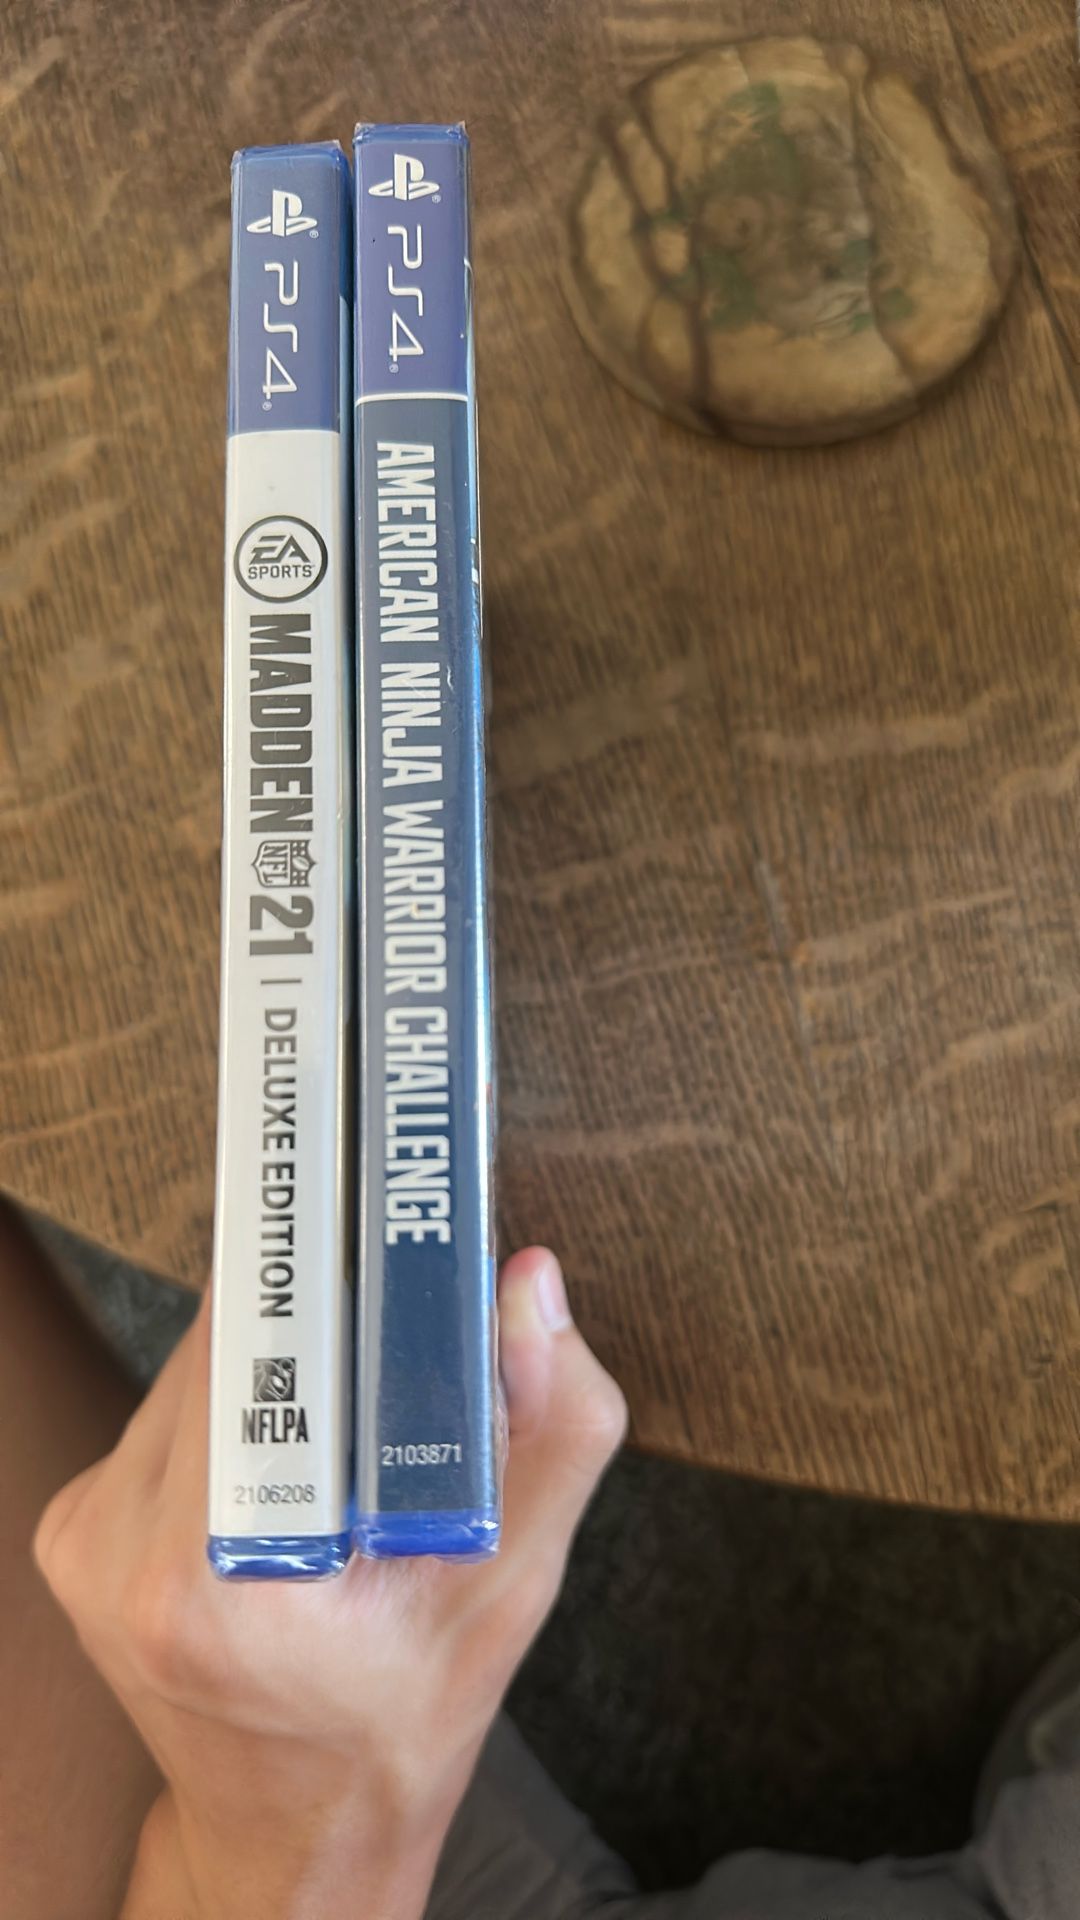 PS4
EA
SPORTS
MADDEN NFL 21 | DELUXE EDITION
NFLPA
2106208
PS4
AMERICAN NINJA WARRIOR CHALLENGE
2103871